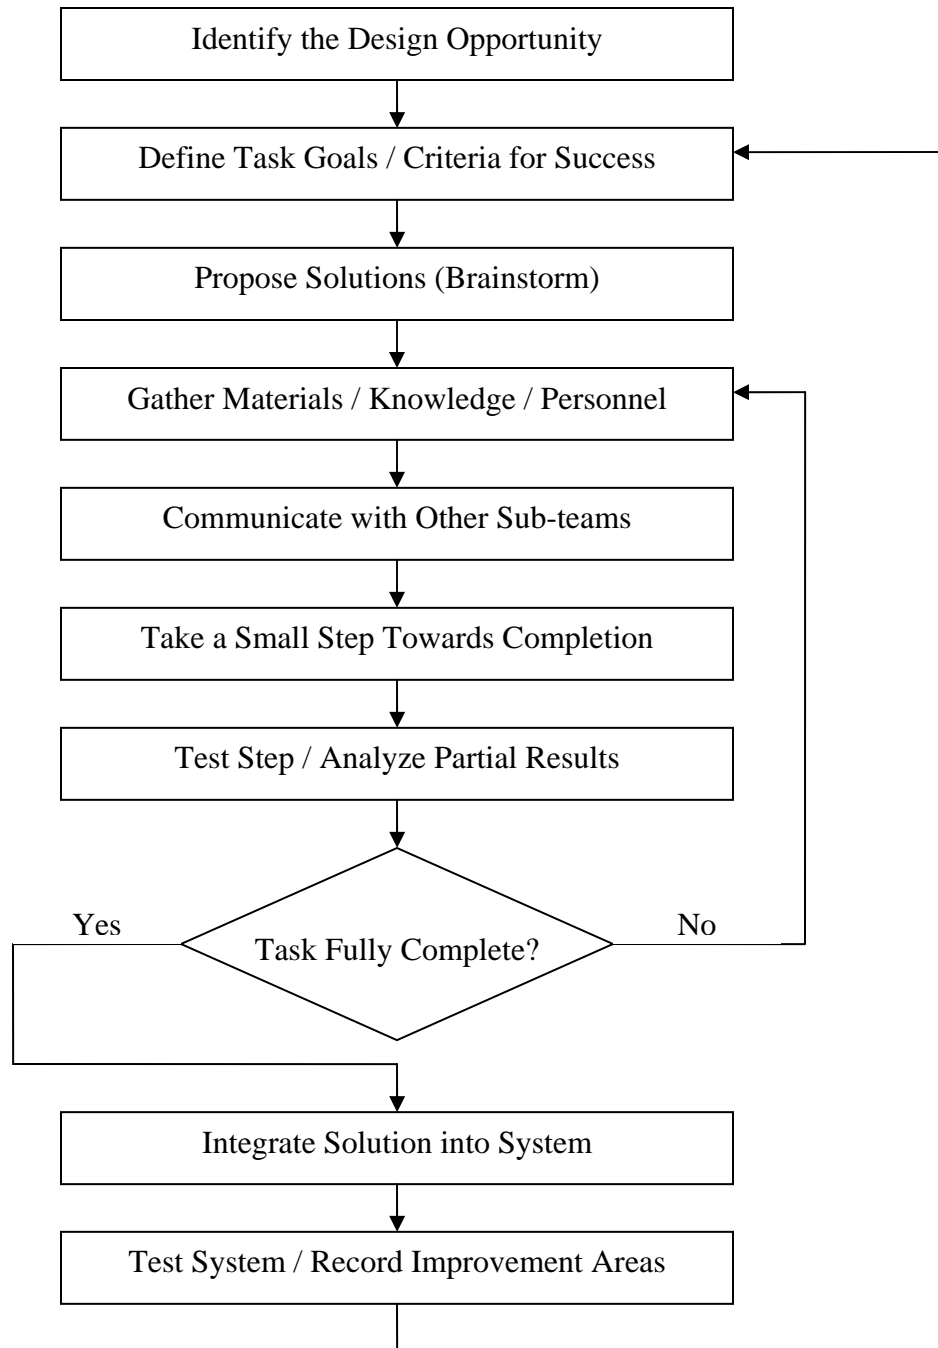 Identify the Design Opportunity
Define Task Goals / Criteria for Success
Propose Solutions (Brainstorm)
Gather Materials / Knowledge / Personnel
Communicate with Other Sub-teams
Take a Small Step Towards Completion
Test Step / Analyze Partial Results
Yes
No
Task Fully Complete?
Integrate Solution into System
Test System / Record Improvement Areas